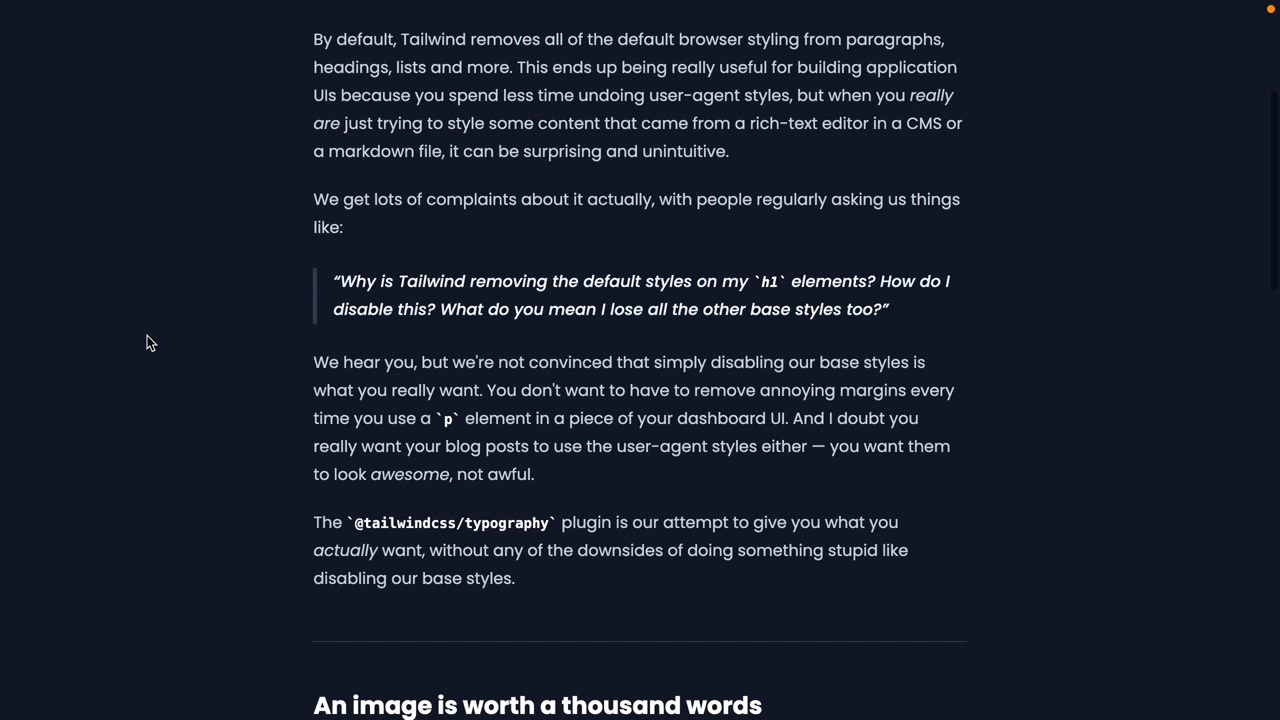 By default, Tailwind removes all of the default browser styling from paragraphs,
headings, lists and more. This ends up being really useful for building application
UIs because you spend less time undoing user-agent styles, but when you really
are just trying to style some content that came from a rich-text editor in a CMS or
a markdown file, it can be surprising and unintuitive.
We get lots of complaints about it actually, with people regularly asking us things
like:
“Why is Tailwind removing the default styles on my `h1` elements? How do I
disable this? What do you mean I lose all the other base styles too?”
We hear you, but we're not convinced that simply disabling our base styles is
what you really want. You don't want to have to remove annoying margins every
time you use a `p` element in a piece of your dashboard UI. And I doubt you
really want your blog posts to use the user-agent styles either — you want them
to look awesome, not awful.
The `@tailwindcss/typography` plugin is our attempt to give you what you
actually want, without any of the downsides of doing something stupid like
disabling our base styles.
An image is worth a thousand words